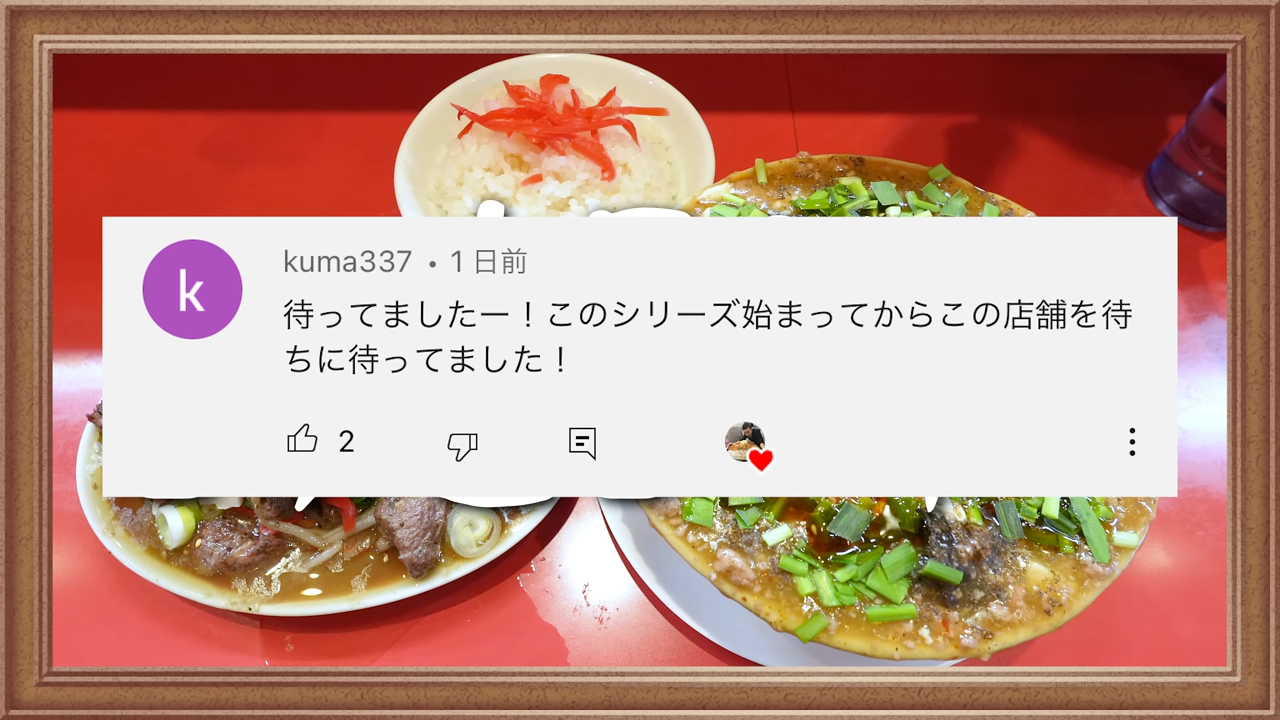 k
kuma337 • 1 日前
待ってましたー！このシリーズ始まってからこの店舗を待
ちに待ってました！
2